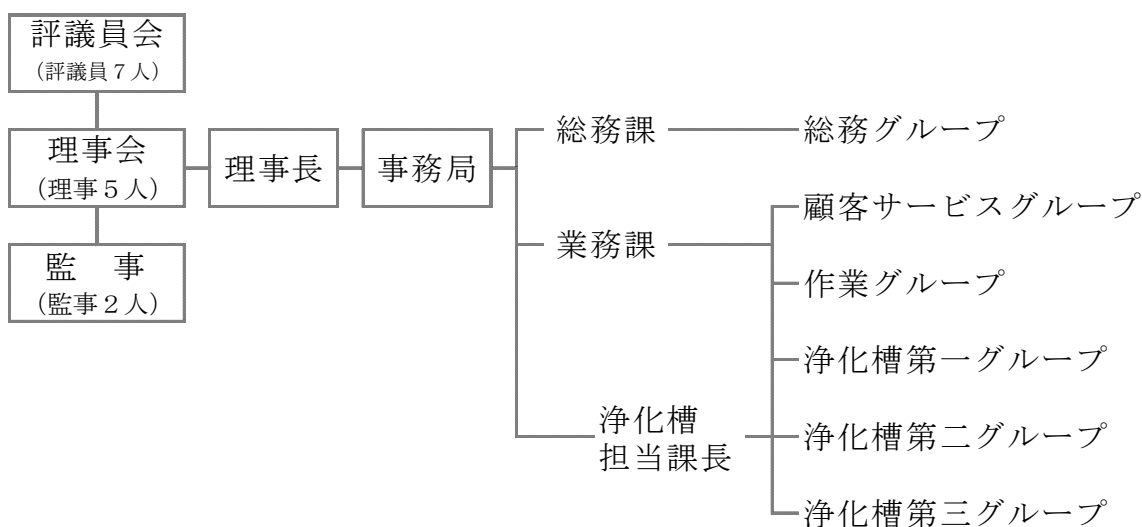 評議員会
（評議員７人）
理事会
（理事５人）
監　事
（監事２人）
理事長
事務局
総務課
業務課
浄化槽
担当課長
総務グループ
顧客サービスグループ
作業グループ
浄化槽第一グループ
浄化槽第二グループ
浄化槽第三グループ